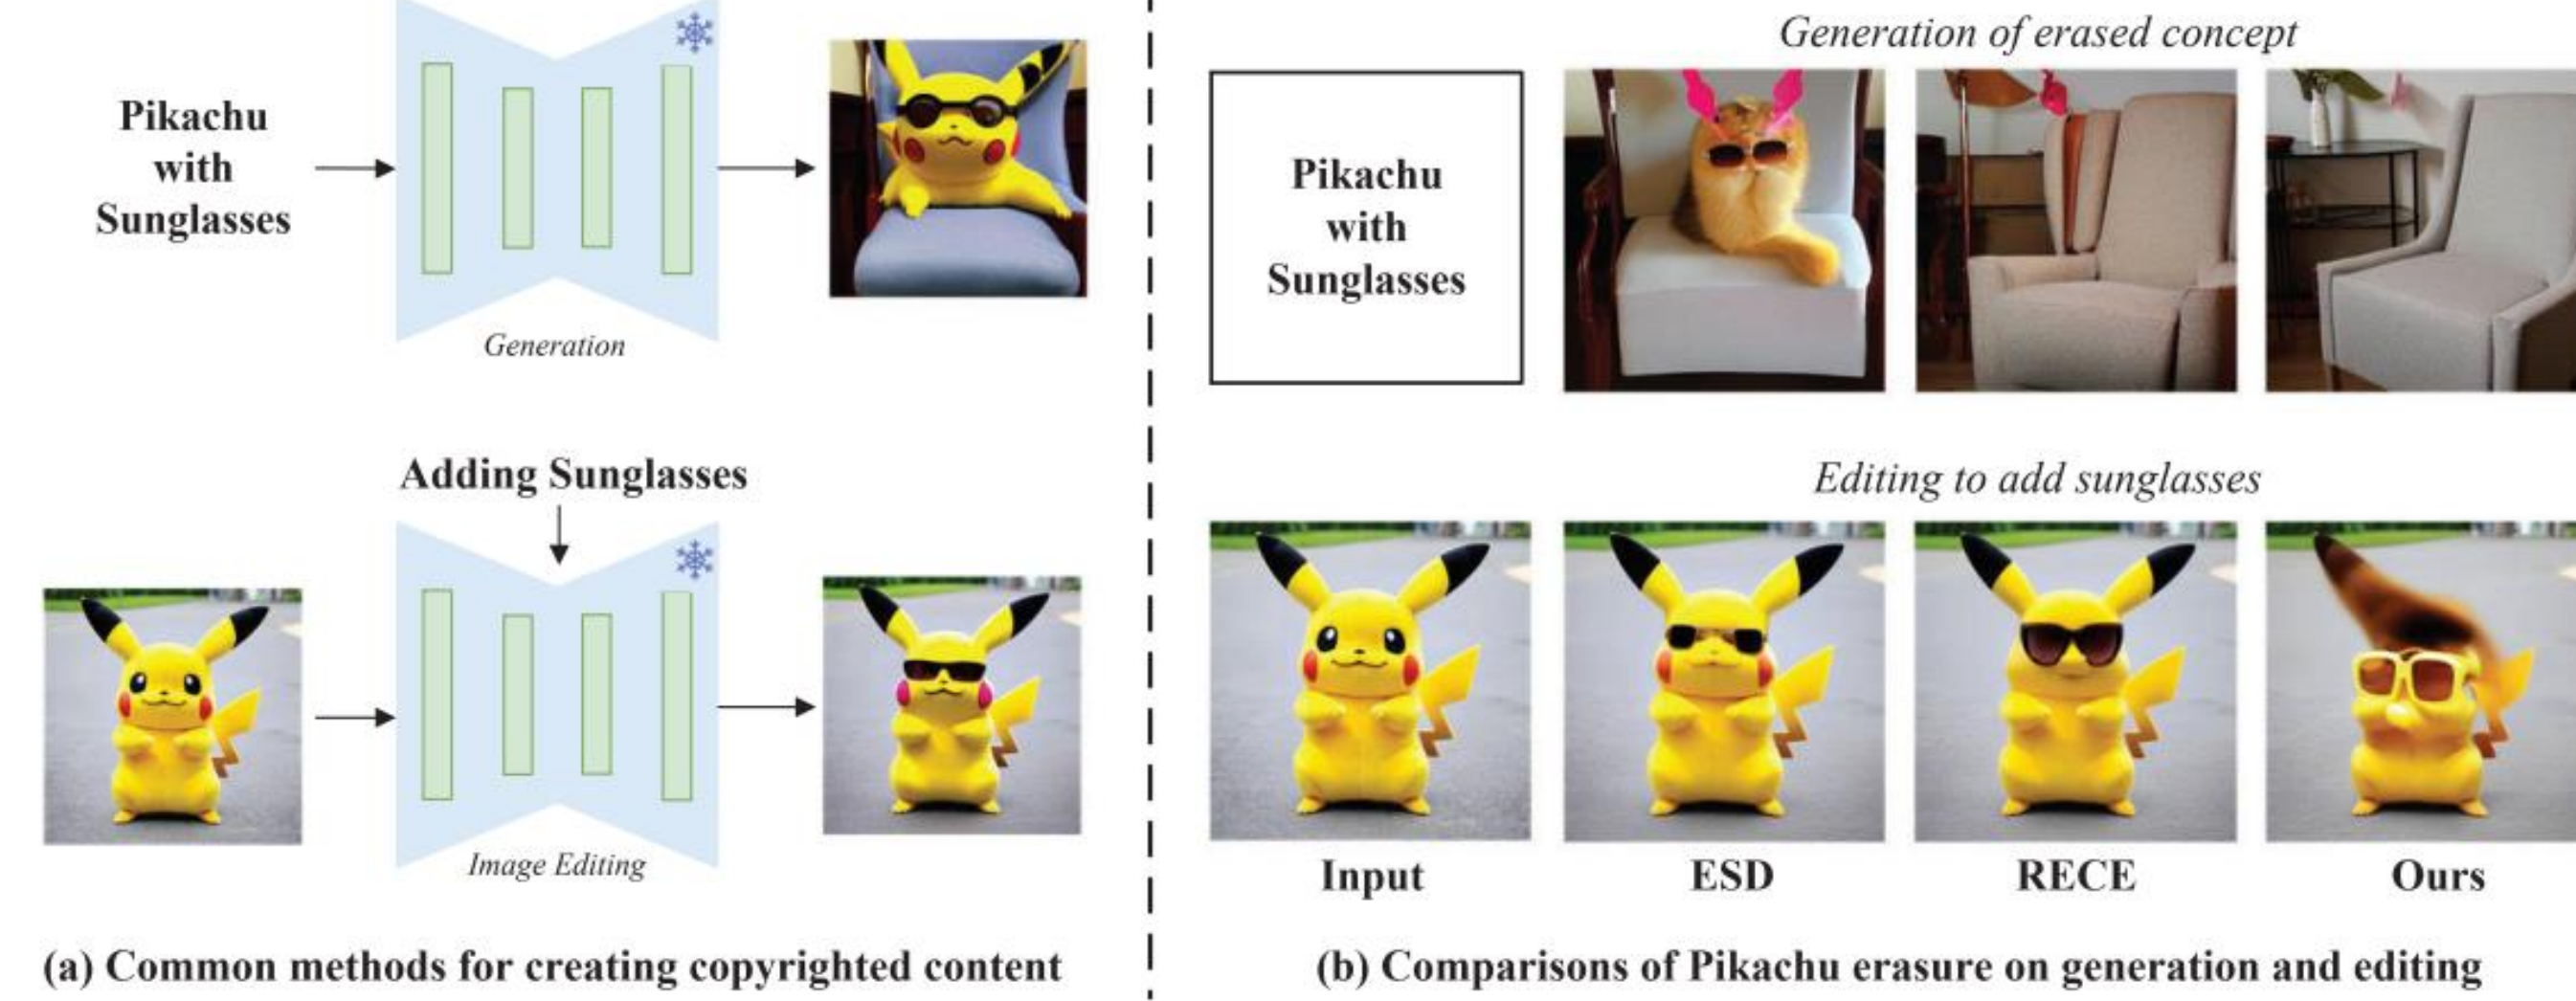 Pikachu
with
Sunglasses
Generation
Adding Sunglasses
Image Editing
(a) Common methods for creating copyrighted content
Generation of erased concept
Pikachu
with
Sunglasses
Editing to add sunglasses
Input
ESD
RECE
Ours
(b) Comparisons of Pikachu erasure on generation and editing